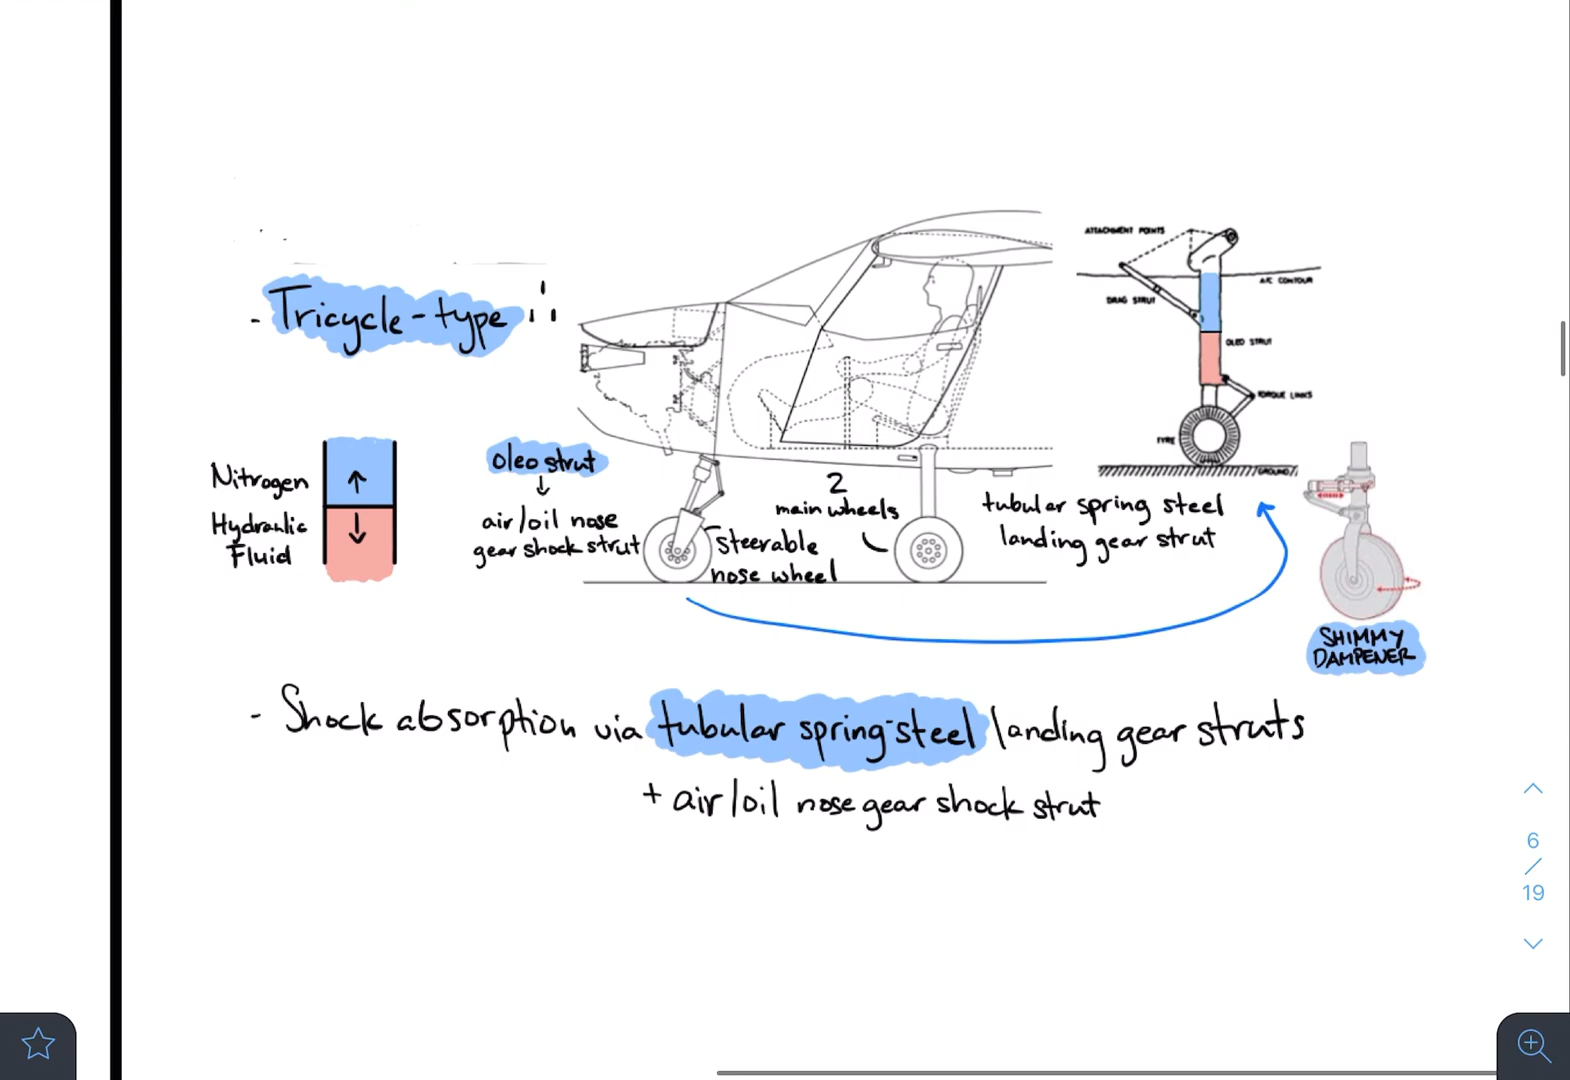 - Tricycle-type
Nitrogen
Hydraulic
Fluid
Oleo strut
air/oil nose
gear shock strut
Steerable
nose wheel
2
main wheels
tubular spring steel
landing gear strut
ATTACHMENT POINTS
A/C CONTOUR
DRAG STRUT
OLEO STRUT
TORQUE LINKS
TYRE
GROUND
SHIMMY
DAMPENER
- Shock absorption via tubular spring-steel landing gear struts
+ air/oil nose gear shock strut
6
/
19